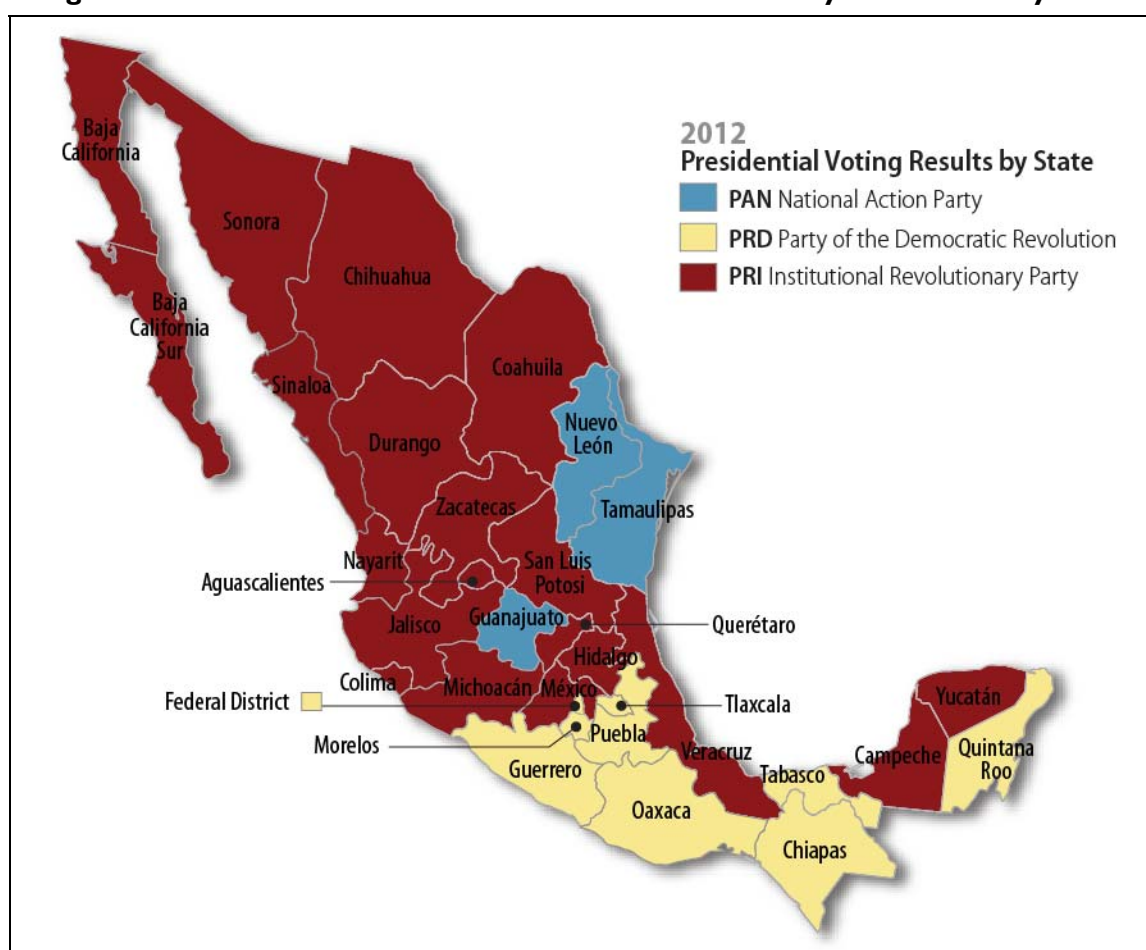 2012
Presidential Voting Results by State
PAN National Action Party
PRD Party of the Democratic Revolution
PRI Institutional Revolutionary Party
Baja
California
Sonora
Chihuahua
Baja
California
Sur
Coahuila
Sinaloa
Nuevo
León
Durango
Zacatecas
Tamaulipas
Nayarit
San Luis
Potosi
Aguascalientes
Jalisco
Guanajuato
Querétaro
Hidalgo
Colima
Michoacán
México
Federal District
Tlaxcala
Morelos
Puebla
Veracruz
Yucatán
Campeche
Quintana
Roo
Guerrero
Tabasco
Oaxaca
Chiapas